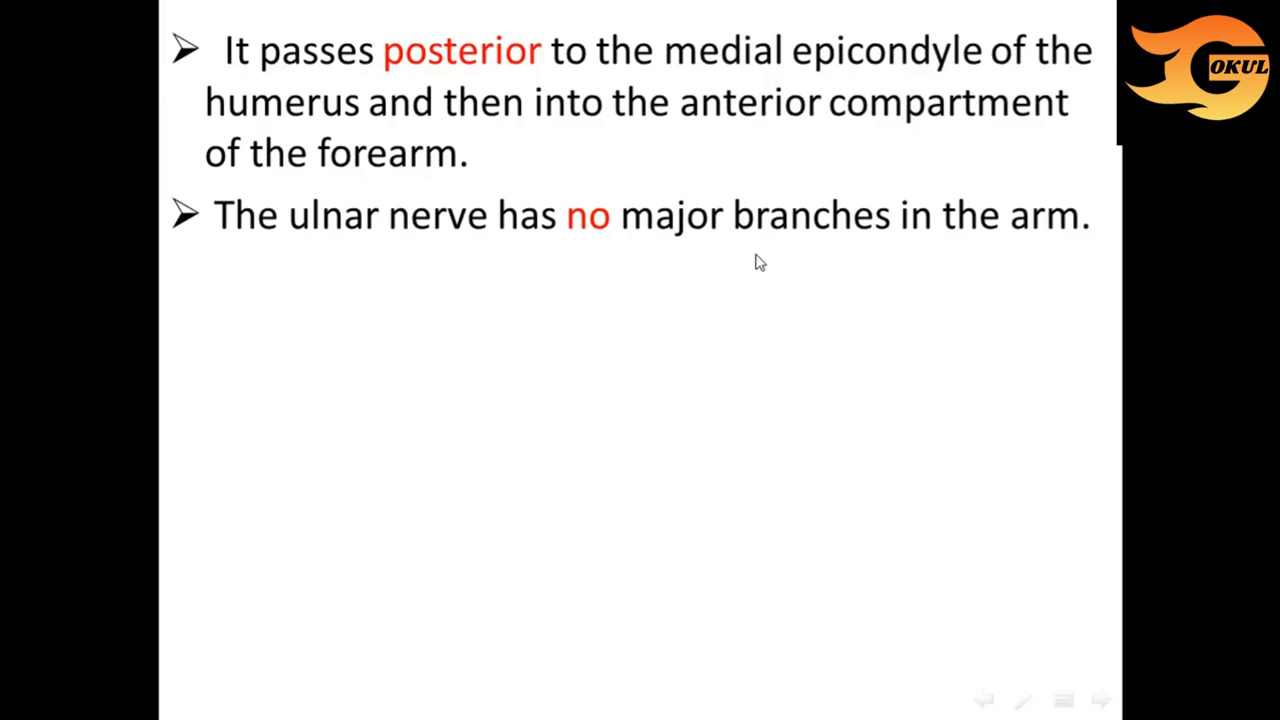 It passes posterior to the medial epicondyle of the
humerus and then into the anterior compartment
of the forearm.
The ulnar nerve has no major branches in the arm.
GOKUL